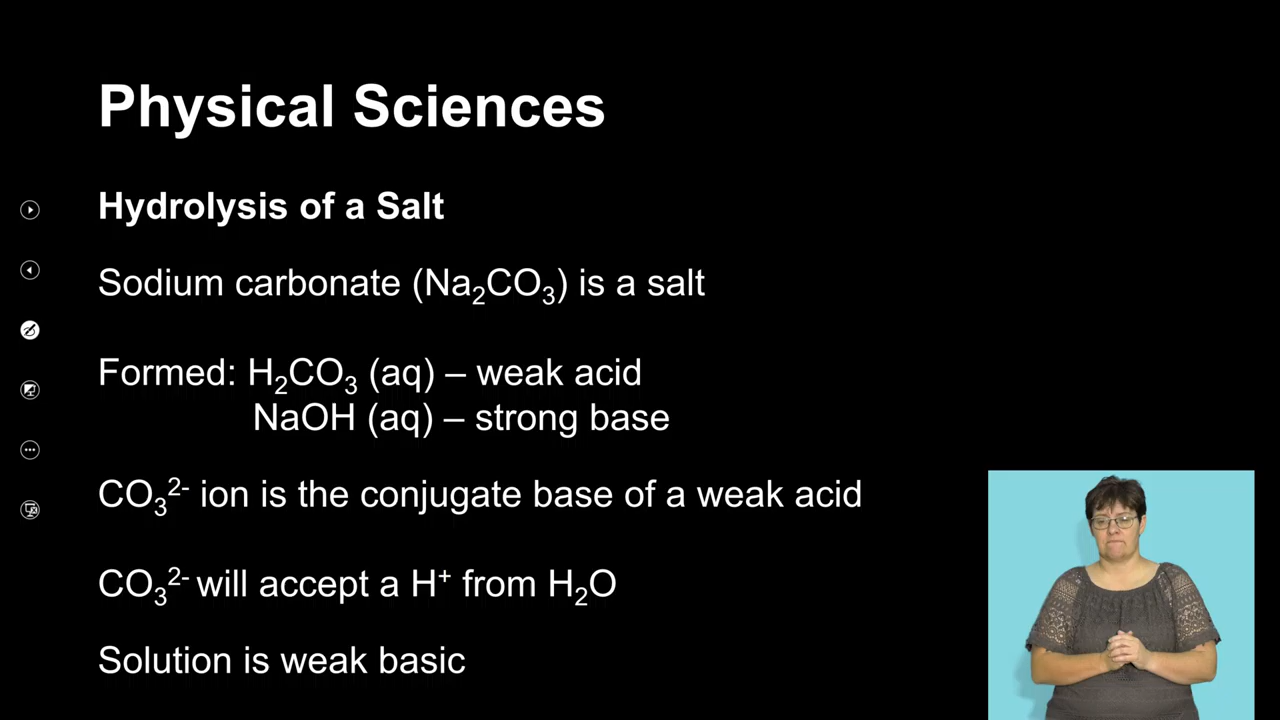 Physical Sciences
Hydrolysis of a Salt
Sodium carbonate (Na₂CO₃) is a salt
Formed: H₂CO₃ (aq) – weak acid
NaOH (aq) – strong base
CO₃²⁻ ion is the conjugate base of a weak acid
CO₃²⁻ will accept a H⁺ from H₂O
Solution is weak basic